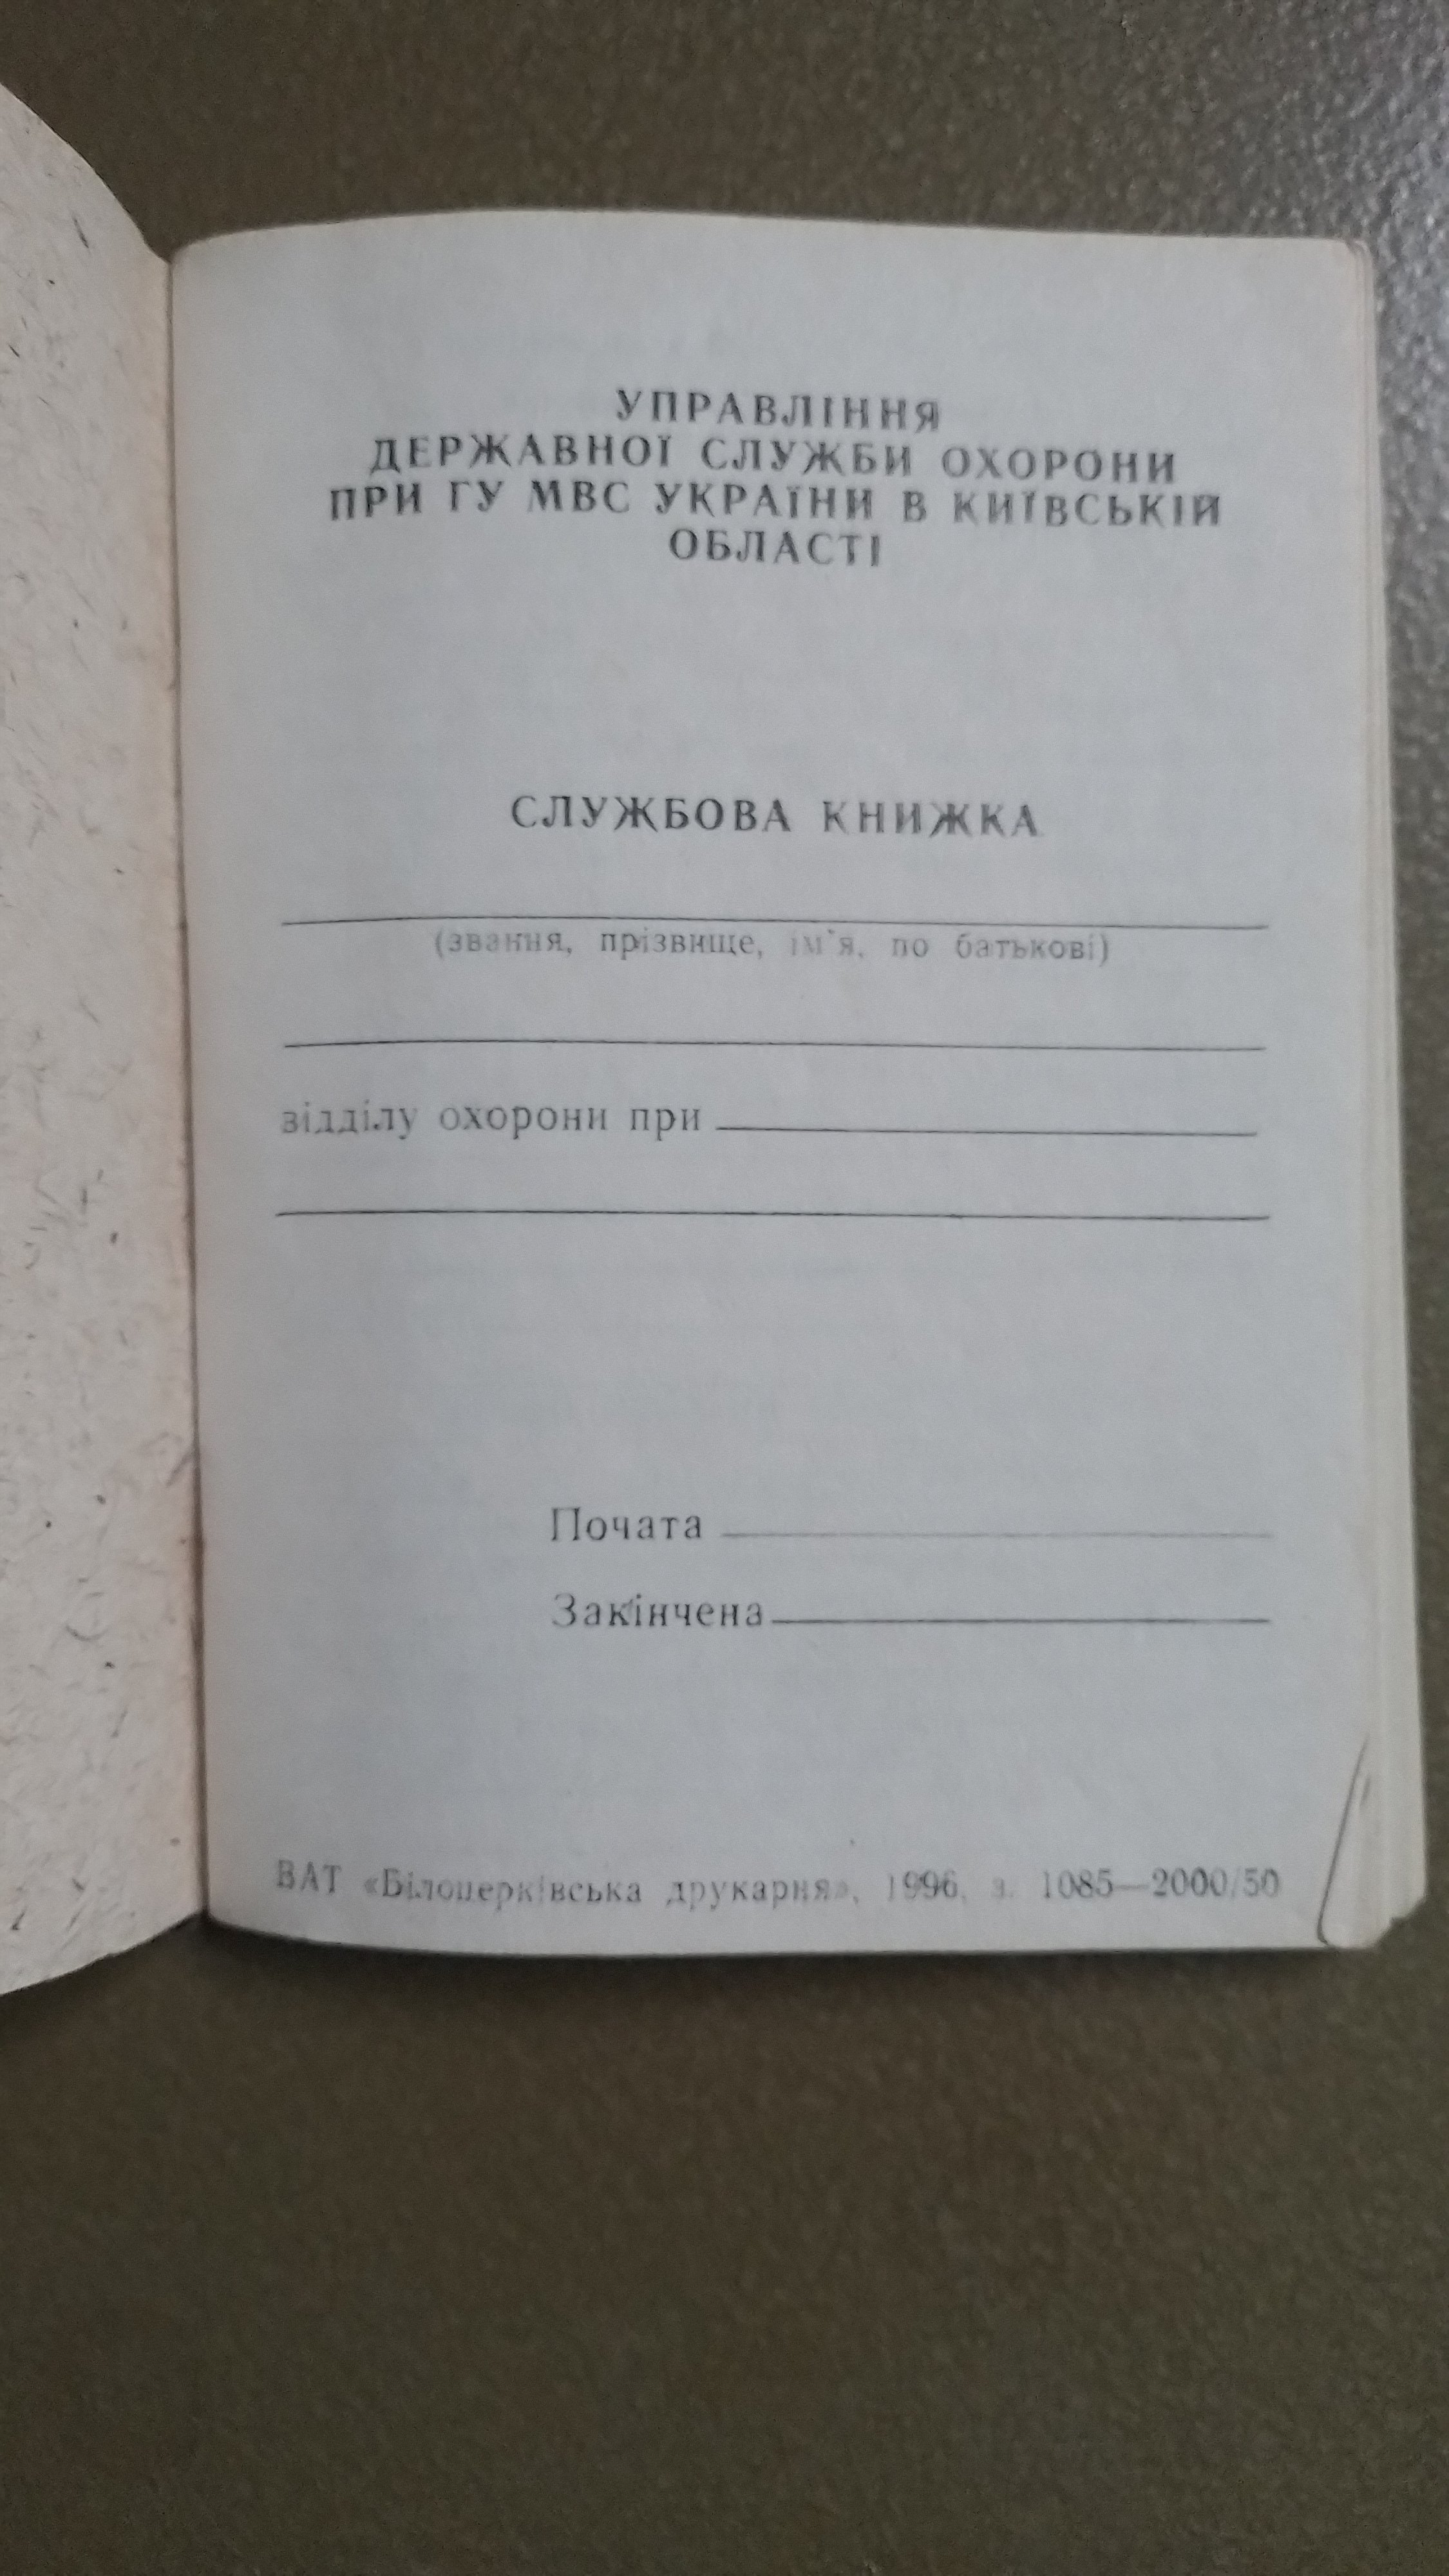 УПРАВЛІННЯ
ДЕРЖАВНОЇ СЛУЖБИ ОХОРОНИ
ПРИ ГУ МВС УКРАЇНИ В КИЇВСЬКІЙ
ОБЛАСТІ
СЛУЖБОВА КНИЖКА
(звання, прізвище, ім'я, по батькові)
відділу охорони при
Почата
Закінчена
ВАТ «Білоцерківська друкарня», 1996, з. 1085—2000/50